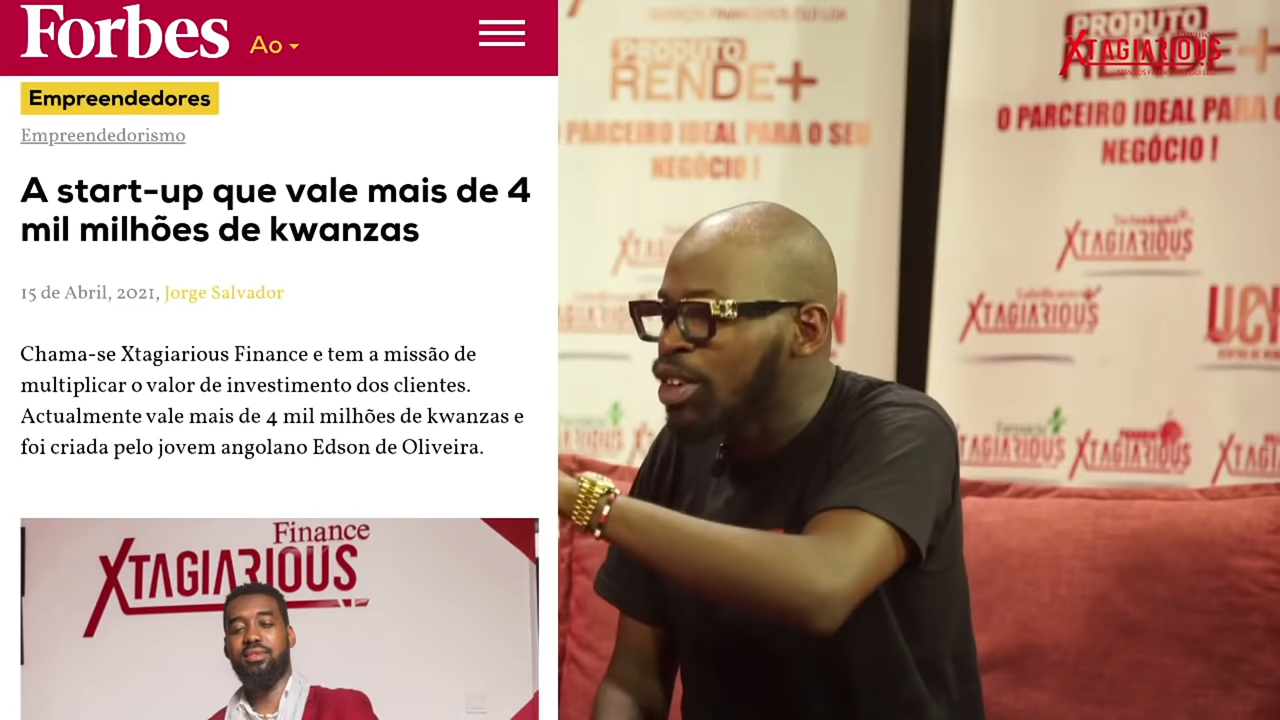 Forbes
Ao
Empreendedores
Empreendedorismo
A start-up que vale mais de 4
mil milhões de kwanzas
15 de Abril, 2021, Jorge Salvador
Chama-se Xtagiarious Finance e tem a missão de
multiplicar o valor de investimento dos clientes.
Actualmente vale mais de 4 mil milhões de kwanzas e
foi criada pelo jovem angolano Edson de Oliveira.
Finance
XTAGIARIOUS
PRODUTO
RENDE+
PARCEIRO IDEAL PARA O SEU
NEGÓCIO !
PRODUTO
XTAGIARIOUS
O PARCEIRO IDEAL PARA O
NEGÓCIO !
XTAGIARIOUS
XTAGIARIOUS
XTAGIARIOUS